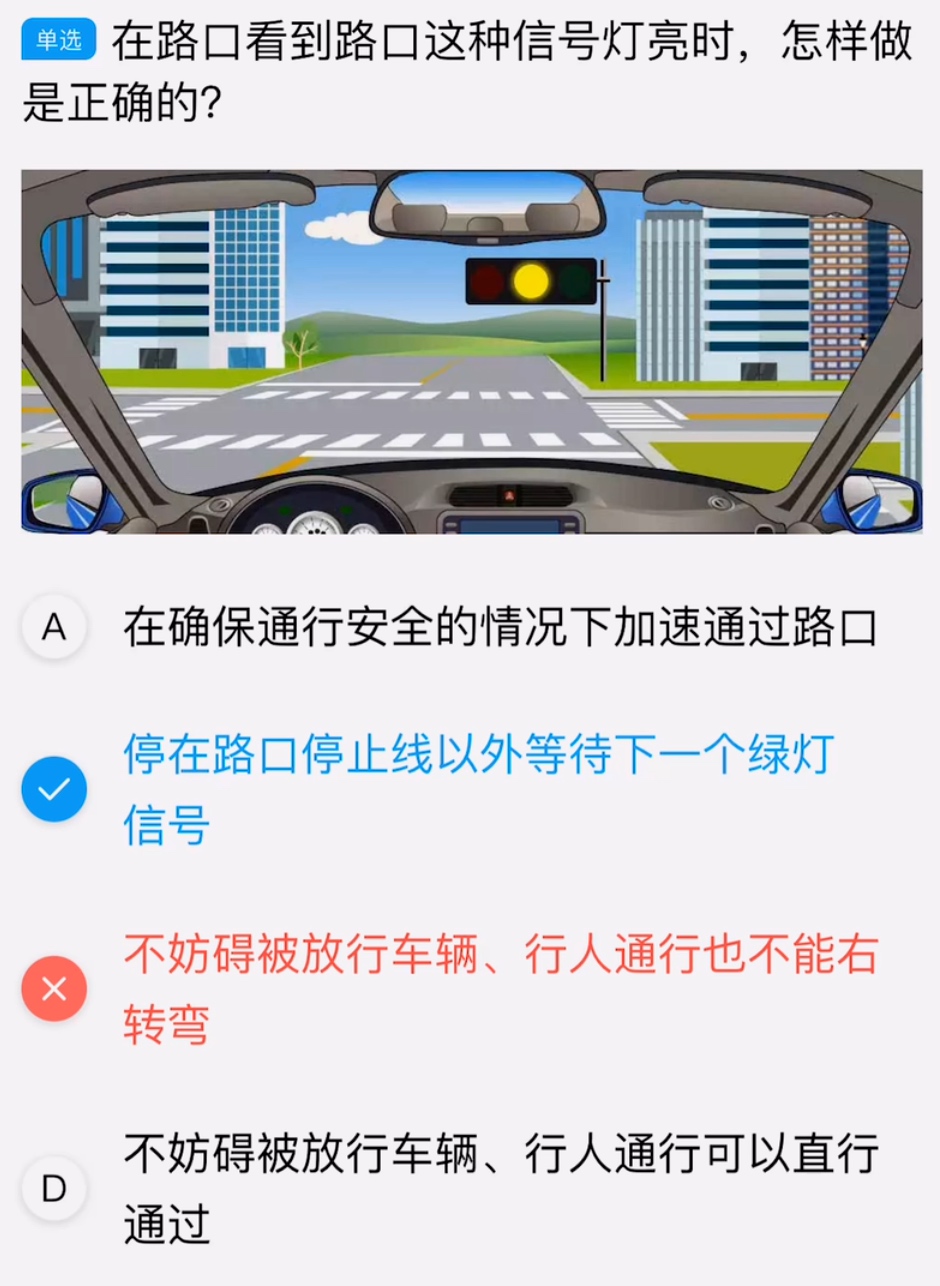 单选 在路口看到路口这种信号灯亮时，怎样做
是正确的？
A 在确保通行安全的情况下加速通过路口
停在路口停止线以外等待下一个绿灯
信号
不妨碍被放行车辆、行人通行也不能右
转弯
不妨碍被放行车辆、行人通行可以直行
D
通过